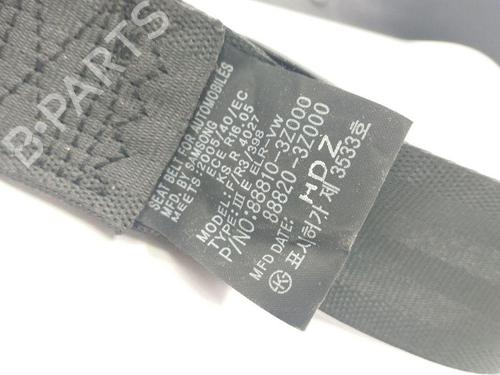 SEAT BELT FOR AUTOMOBILES
MFD. BY SAMSONG
MEETS :2005/40/EC
ECE R16.05
KS R 4027
MODEL:FFR3/398
TYPE:ⅢE ELR-VW
P/NO:88810-3Z000
88820-3Z000
MFD DATE: HDZ
표시허가 제 3533호
B-PARTS